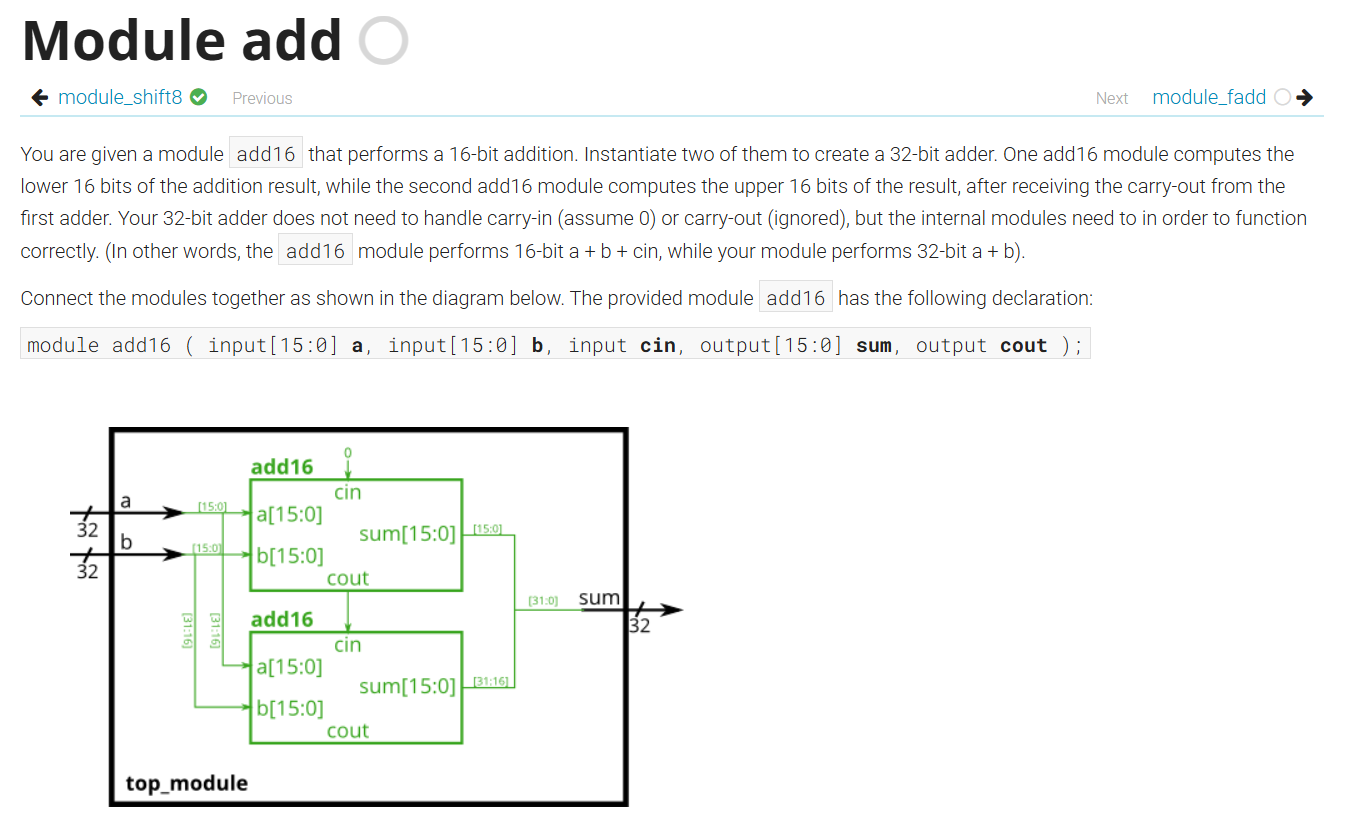 Module add
module_shift8 Previous Next module_fadd
You are given a module add16 that performs a 16-bit addition. Instantiate two of them to create a 32-bit adder. One add16 module computes the
lower 16 bits of the addition result, while the second add16 module computes the upper 16 bits of the result, after receiving the carry-out from the
first adder. Your 32-bit adder does not need to handle carry-in (assume 0) or carry-out (ignored), but the internal modules need to in order to function
correctly. (In other words, the add16 module performs 16-bit a + b + cin, while your module performs 32-bit a + b).
Connect the modules together as shown in the diagram below. The provided module add16 has the following declaration:
module add16 ( input[15:0] a, input[15:0] b, input cin, output[15:0] sum, output cout );
0
add16
cin
a
[15:0]
a[15:0]
32
sum[15:0]
[15:0]
b
[15:0]
b[15:0]
32
cout
[31:0]
sum
32
[31:16]
[31:16]
add16
cin
a[15:0]
sum[15:0]
[31:16]
b[15:0]
cout
top_module